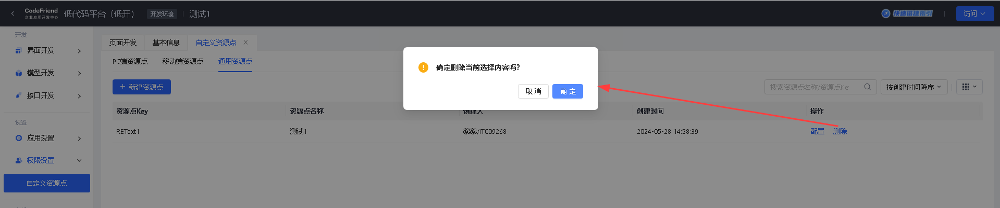 CodeFriend
企业应用开发中心
低代码平台（低开）
开发环境
测试1
快速搭建指引
访问
开发
界面开发
模型开发
接口开发
设置
应用设置
权限设置
自定义资源点
页面开发
基本信息
自定义资源点
PC端资源点
移动端资源点
通用资源点
+ 新建资源点
搜索资源点名称/资源点Ke
按创建时间降序
确定删除当前选择内容吗?
取 消
确 定
资源点Key
资源点名称
创建人
创建时间
操作
REText1
测试1
黎黎/IT009268
2024-05-28 14:58:39
配置
删除